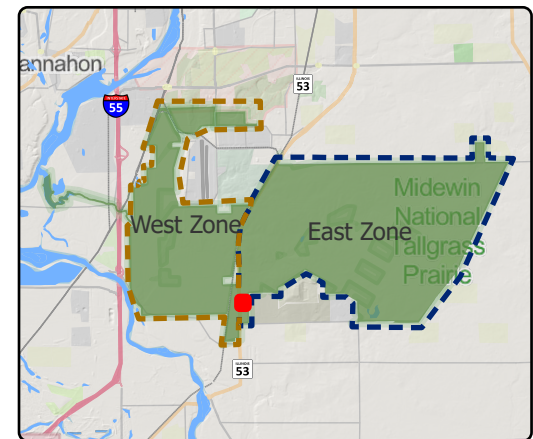 annahon
ILLINOIS
53
INTERSTATE
55
Midewin
National
Tallgrass
Prairie
West Zone
East Zone
ILLINOIS
53